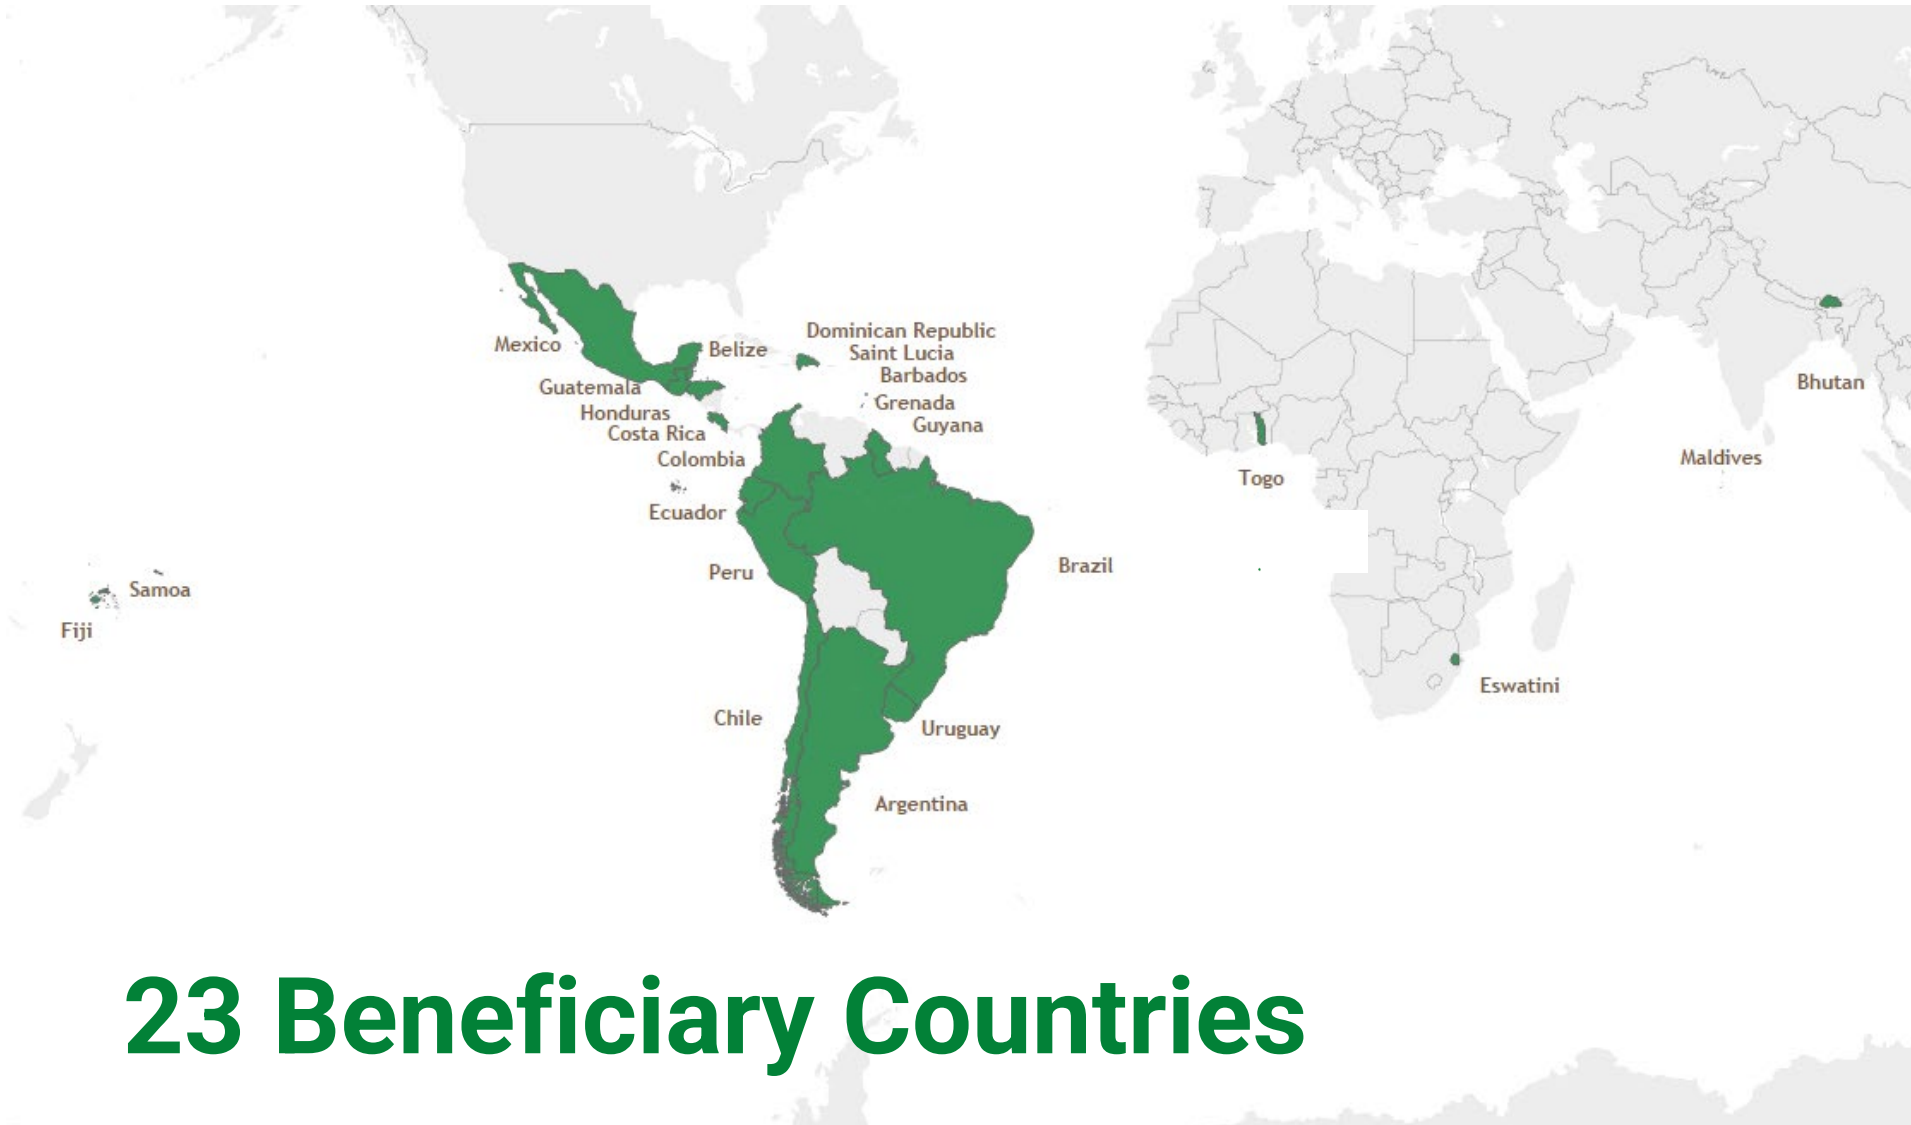 Dominican Republic
Mexico
Belize
Saint Lucia
Barbados
Guatemala
Grenada
Honduras
Guyana
Costa Rica
Colombia
Ecuador
Peru
Brazil
Chile
Uruguay
Argentina
Samoa
Fiji
Togo
Eswatini
Maldives
Bhutan
23 Beneficiary Countries